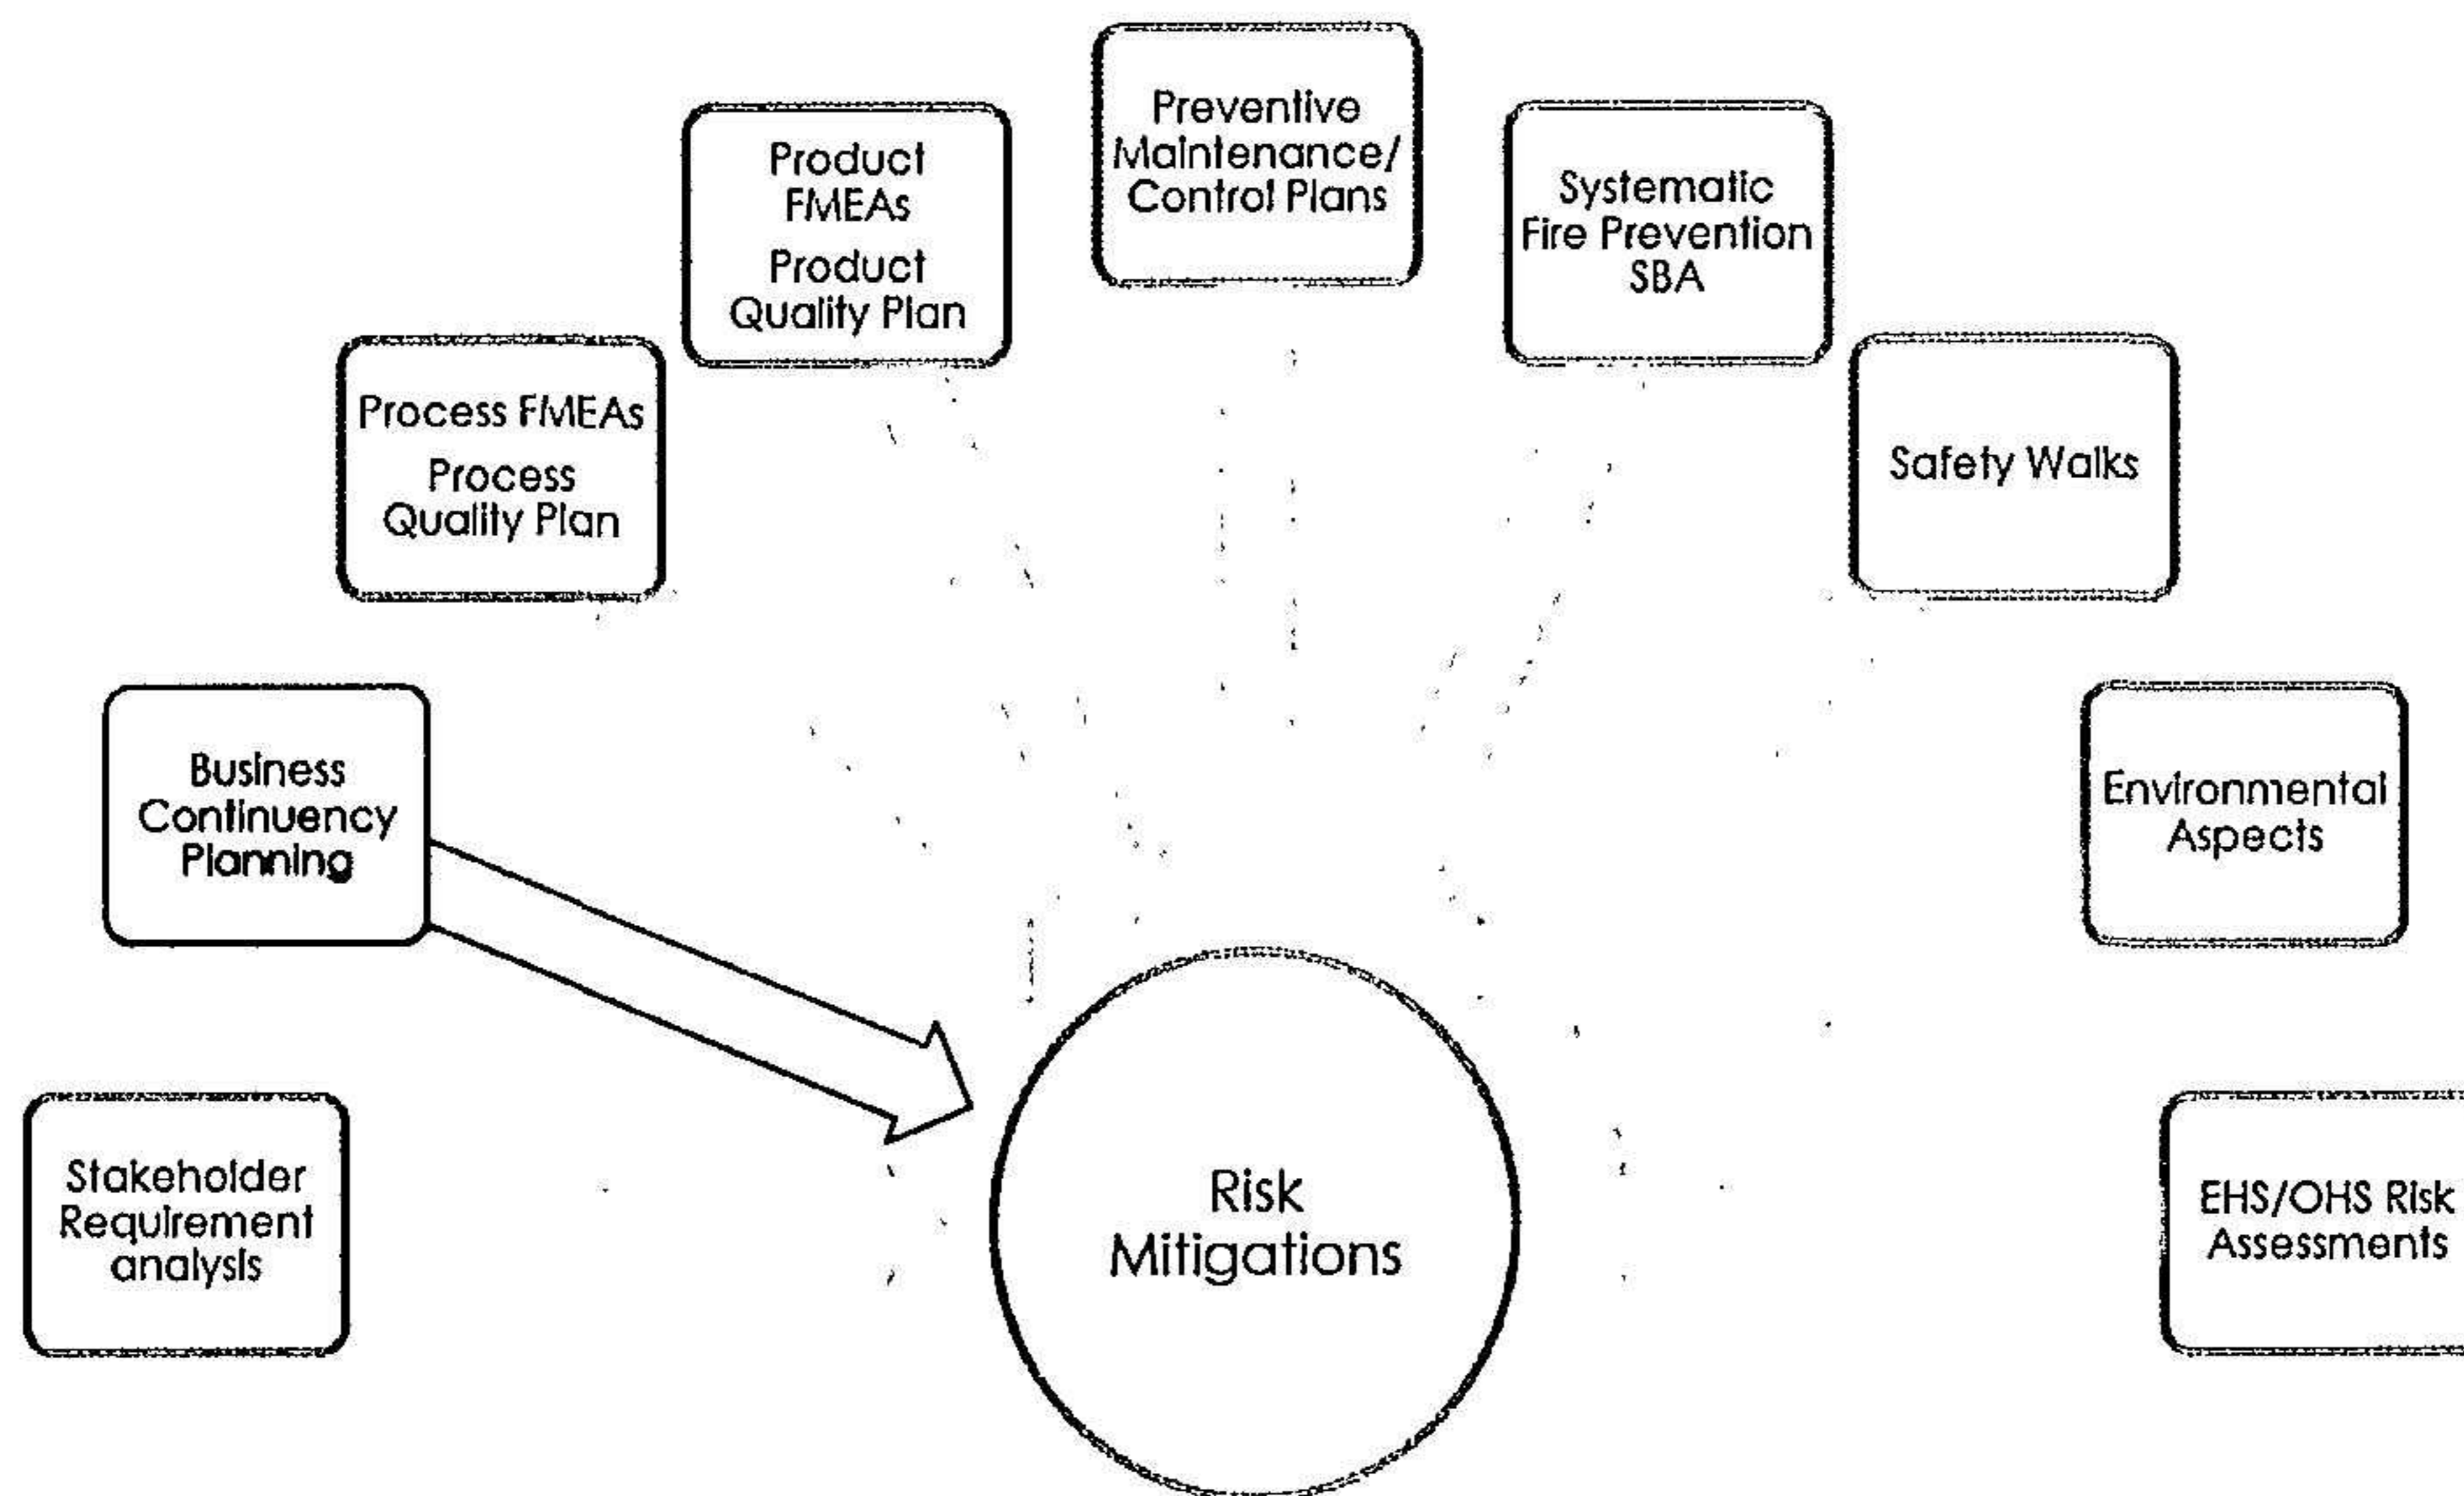 Preventive
Maintenance/
Control Plans
Product
FMEAs
Product
Quality Plan
Systematic
Fire Prevention
SBA
Process FMEAs
Process
Quality Plan
Safety Walks
Business
Continuency
Planning
Environmental
Aspects
Stakeholder
Requirement
analysis
Risk
Mitigations
EHS/OHS Risk
Assessments